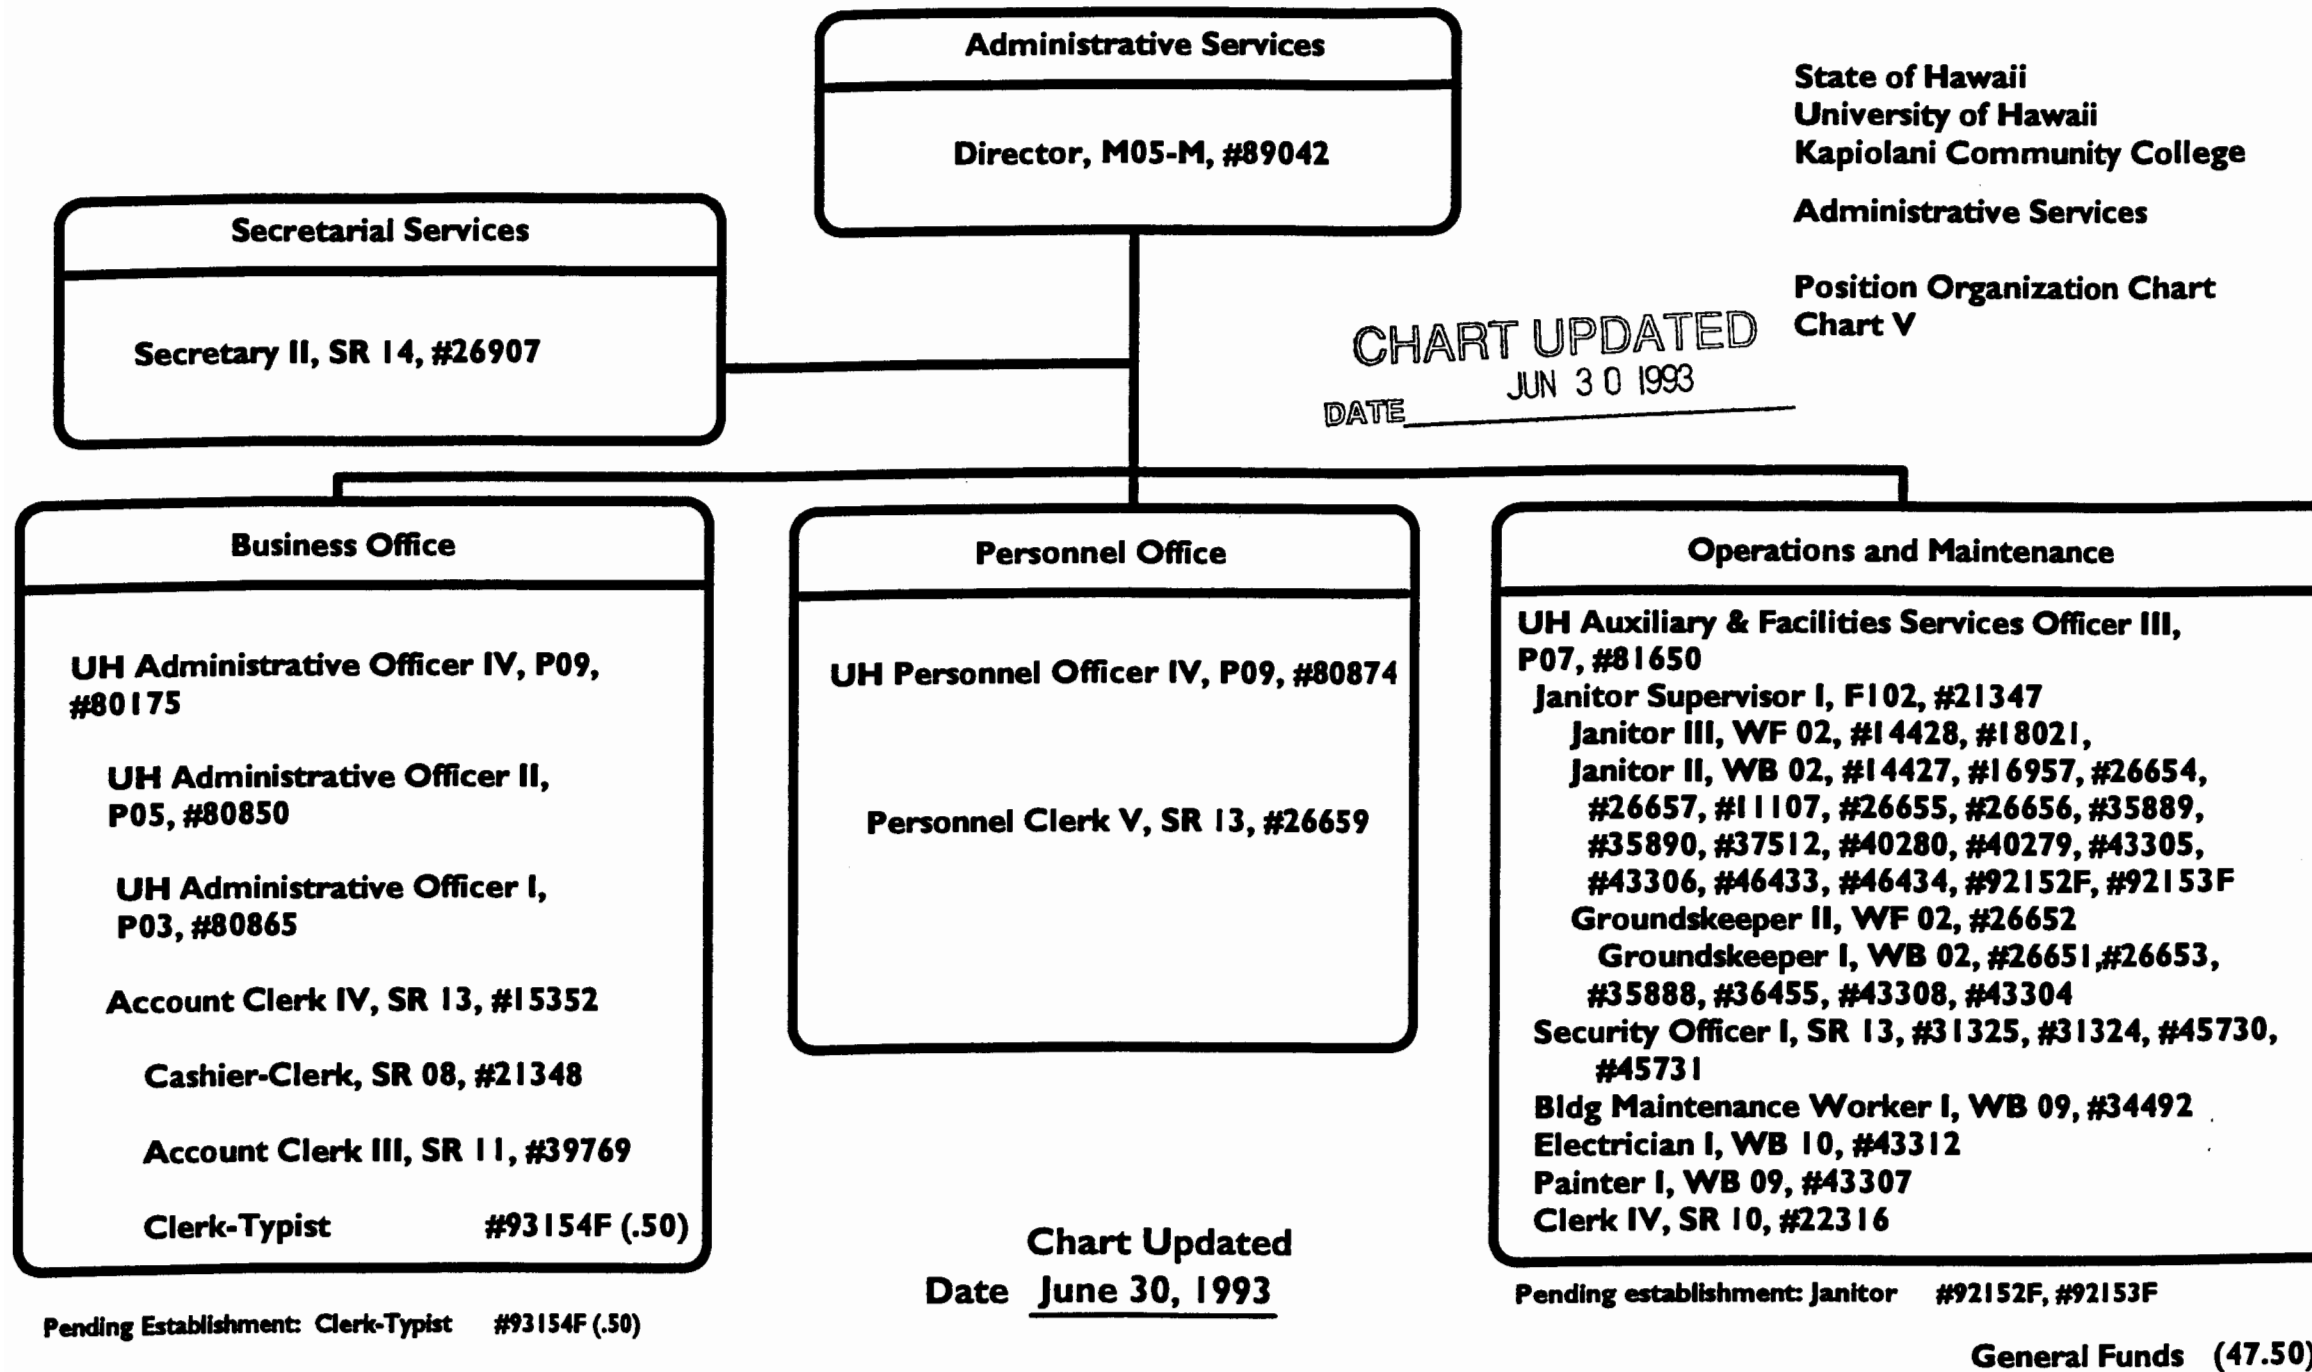 Administrative Services
Director, M05-M, #89042
State of Hawaii
University of Hawaii
Kapiolani Community College
Administrative Services
Position Organization Chart
Chart V
CHART UPDATED
JUN 30 1993
DATE
Secretarial Services
Secretary II, SR 14, #26907
Business Office
UH Administrative Officer IV, P09,
#80175
UH Administrative Officer II,
P05, #80850
UH Administrative Officer I,
P03, #80865
Account Clerk IV, SR 13, #15352
Cashier-Clerk, SR 08, #21348
Account Clerk III, SR 11, #39769
Clerk-Typist #93154F (.50)
Pending Establishment: Clerk-Typist #93154F (.50)
Personnel Office
UH Personnel Officer IV, P09, #80874
Personnel Clerk V, SR 13, #26659
Chart Updated
Date June 30, 1993
Operations and Maintenance
UH Auxiliary & Facilities Services Officer III,
P07, #81650
Janitor Supervisor I, F102, #21347
Janitor III, WF 02, #14428, #18021,
Janitor II, WB 02, #14427, #16957, #26654,
#26657, #11107, #26655, #26656, #35889,
#35890, #37512, #40280, #40279, #43305,
#43306, #46433, #46434, #92152F, #92153F
Groundskeeper II, WF 02, #26652
Groundskeeper I, WB 02, #26651,#26653,
#35888, #36455, #43308, #43304
Security Officer I, SR 13, #31325, #31324, #45730,
#45731
Bldg Maintenance Worker I, WB 09, #34492
Electrician I, WB 10, #43312
Painter I, WB 09, #43307
Clerk IV, SR 10, #22316
Pending establishment: Janitor #92152F, #92153F
General Funds (47.50)